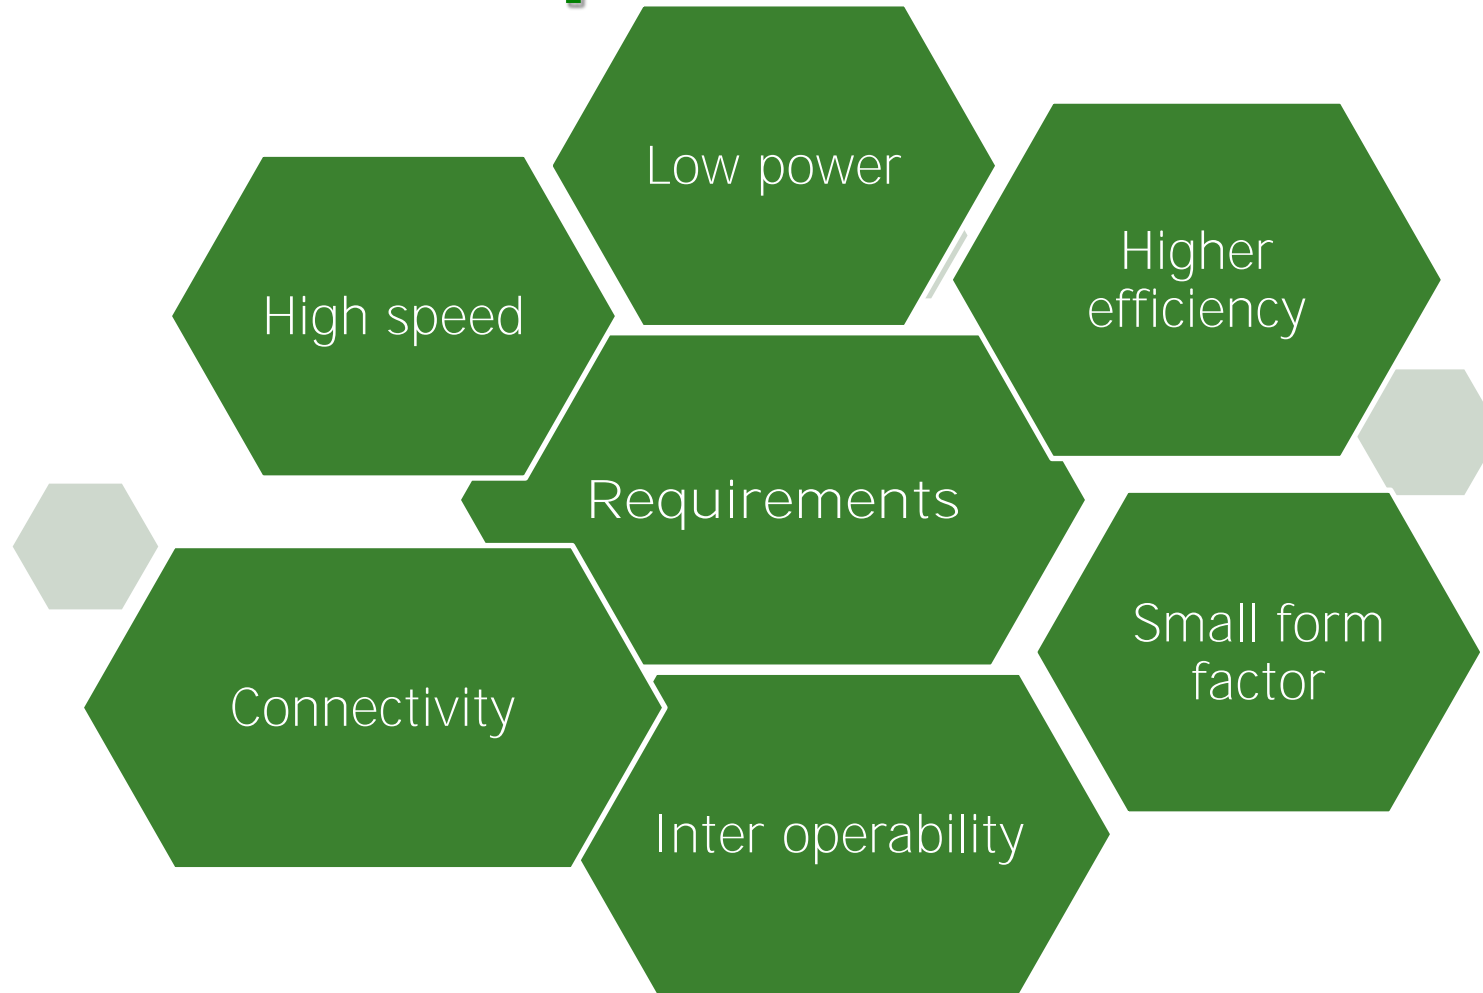 Low power
Higher
efficiency
High speed
Requirements
Small form
factor
Connectivity
Inter operability